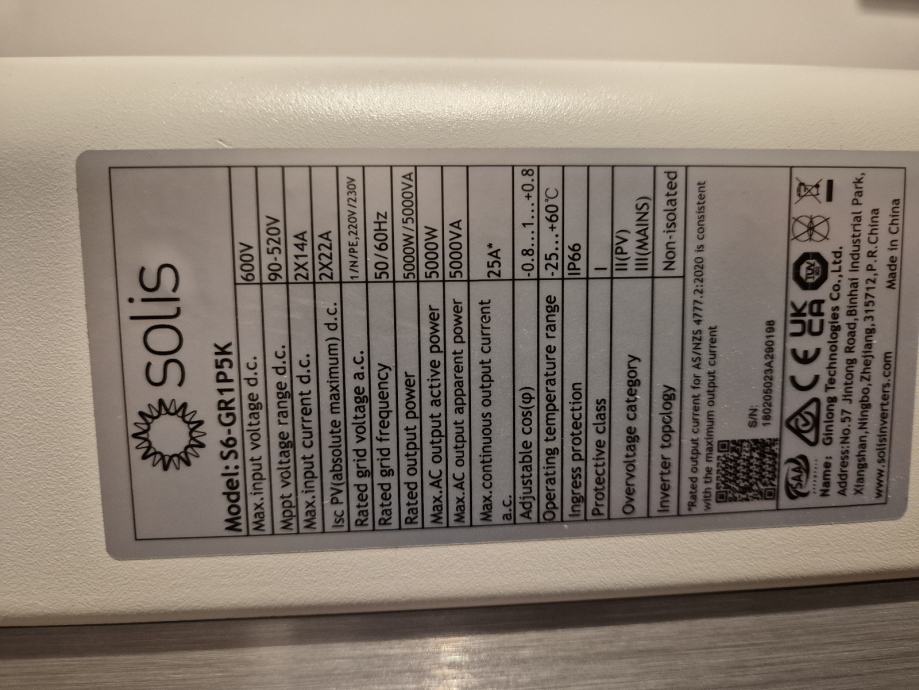 solis
Model: S6-GR1P5K
Max.input voltage d.c. 600V
Mppt voltage range d.c. 90-520V
Max.input current d.c. 2X14A
Isc PV(absolute maximum) d.c. 2X22A
Rated grid voltage a.c. 1/N/PE,220V/230V
Rated grid frequency 50/60Hz
Rated output power 5000W/5000VA
Max.AC output active power 5000W
Max.AC output apparent power 5000VA
Max.continuous output current
a.c. 25A*
Adjustable cos(φ) -0.8...1...+0.8
Operating temperature range -25...+60℃
Ingress protection IP66
Protective class I
Overvoltage category II(PV)
III(MAINS)
Inverter topology Non-isolated
*Rated output current for AS/NZS 4777.2:2020 is consistent
with the maximum output current
S/N:
180205023A290198
SAA CE UK
CA TÜV
Name: Ginlong Technologies Co.,Ltd.
Address:No.57 Jintong Road,Binhai Industrial Park,
Xiangshan,Ningbo,Zhejiang,315712,P.R.China
www.solisinverters.com Made in China